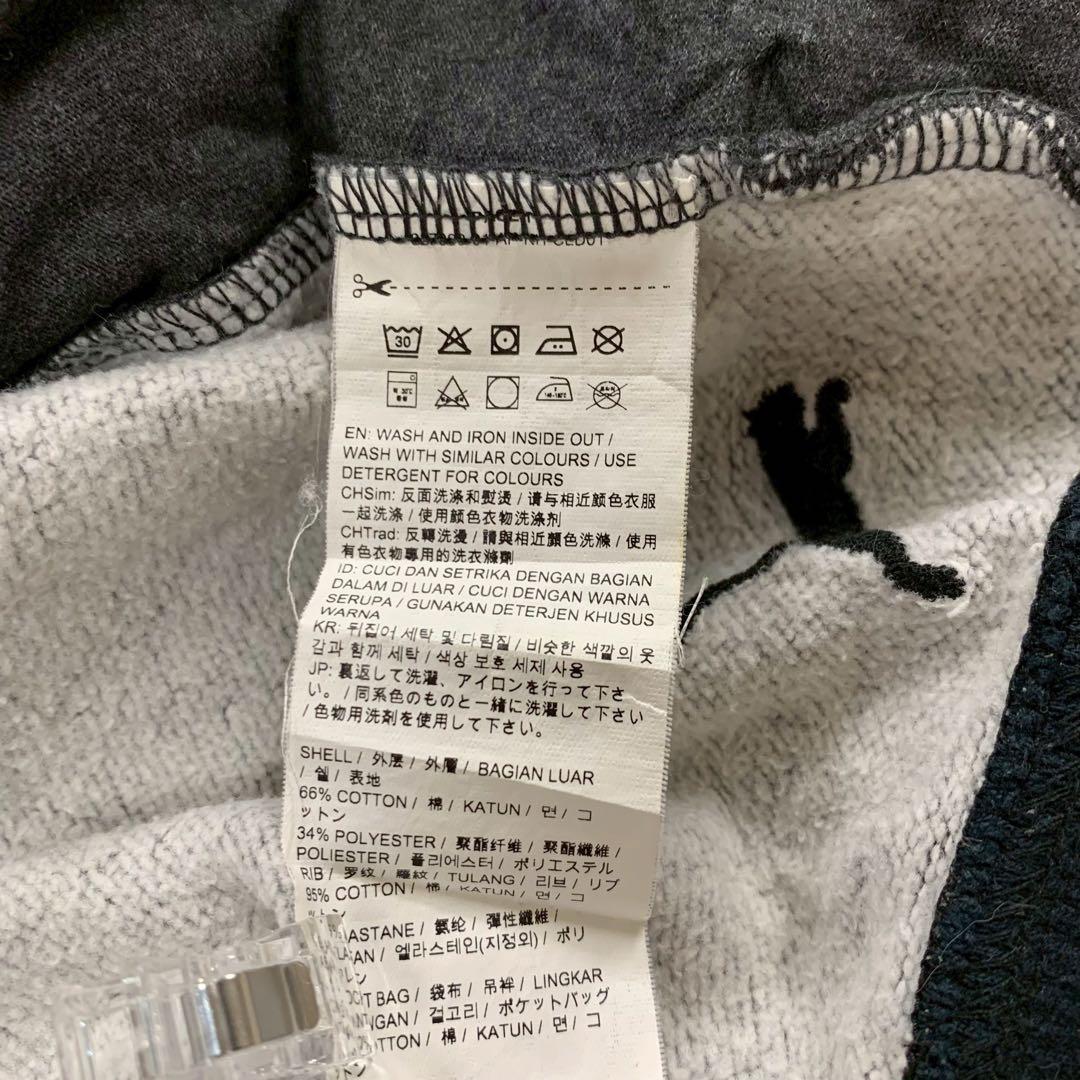 30
EN: WASH AND IRON INSIDE OUT /
WASH WITH SIMILAR COLOURS / USE
DETERGENT FOR COLOURS
CHSim: 反面洗涤和熨烫 / 请与相近颜色衣服
一起洗涤 / 使用颜色衣物洗涤剂
CHTrad: 反轉洗燙 / 請與相近顏色洗滌 / 使用
有色衣物專用的洗衣滌劑
ID: CUCI DAN SETRIKA DENGAN BAGIAN
DALAM DI LUAR / CUCI DENGAN WARNA
SERUPA / GUNAKAN DETERJEN KHUSUS
WARNA
KR: 뒤집어 세탁 및 다림질 / 비슷한 색깔의 옷
감과 함께 세탁 / 색상 보호 세제 사용
JP: 裏返して洗濯、アイロンを行って下さ
い。 / 同系色のものと一緒に洗濯して下さい
/ 色物用洗剤を使用して下さい。
SHELL / 外层 / 外層 / BAGIAN LUAR
/ 쉘 / 表地
66% COTTON / 棉 / KATUN / 면 / コ
ットン
34% POLYESTER / 聚酯纤维 / 聚酯纖維 /
POLIESTER / 폴리에스터 / ポリエステル
RIB / 罗纹 / 羅紋 / TULANG / 리브 / リブ
95% COTTON / 棉 / KATUN / 면 / コ
ットン
ASTANE / 氨纶 / 彈性纖維 /
/ 엘라스테인(지정외) / ポリ
BAG / 袋布 / 吊袢 / LINGKAR
/ 걸고리 / ポケットバッグ
COTTON / 棉 / KATUN / 면 / コ
ットン